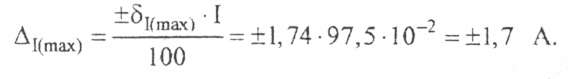 Δ_I(max) = ±δ_I(max) · I / 100 = ±1,74·97,5·10⁻² = ±1,7 A.